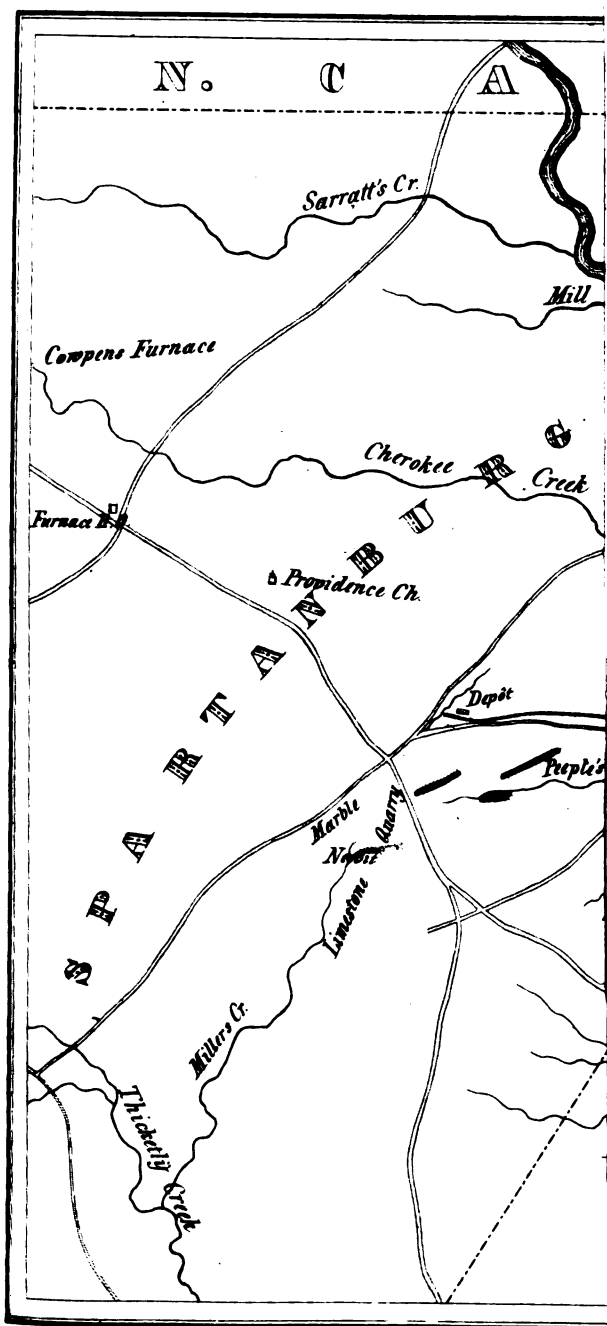 N. C A
Sarratt's Cr.
Mill
Cowpens Furnace
Cherokee
Creek
Furnace
Providence Ch.
SPARTANBURG
Depôt
People's
Marble
Quarry
Limestone
Millers Cr.
Thicketty
Creek